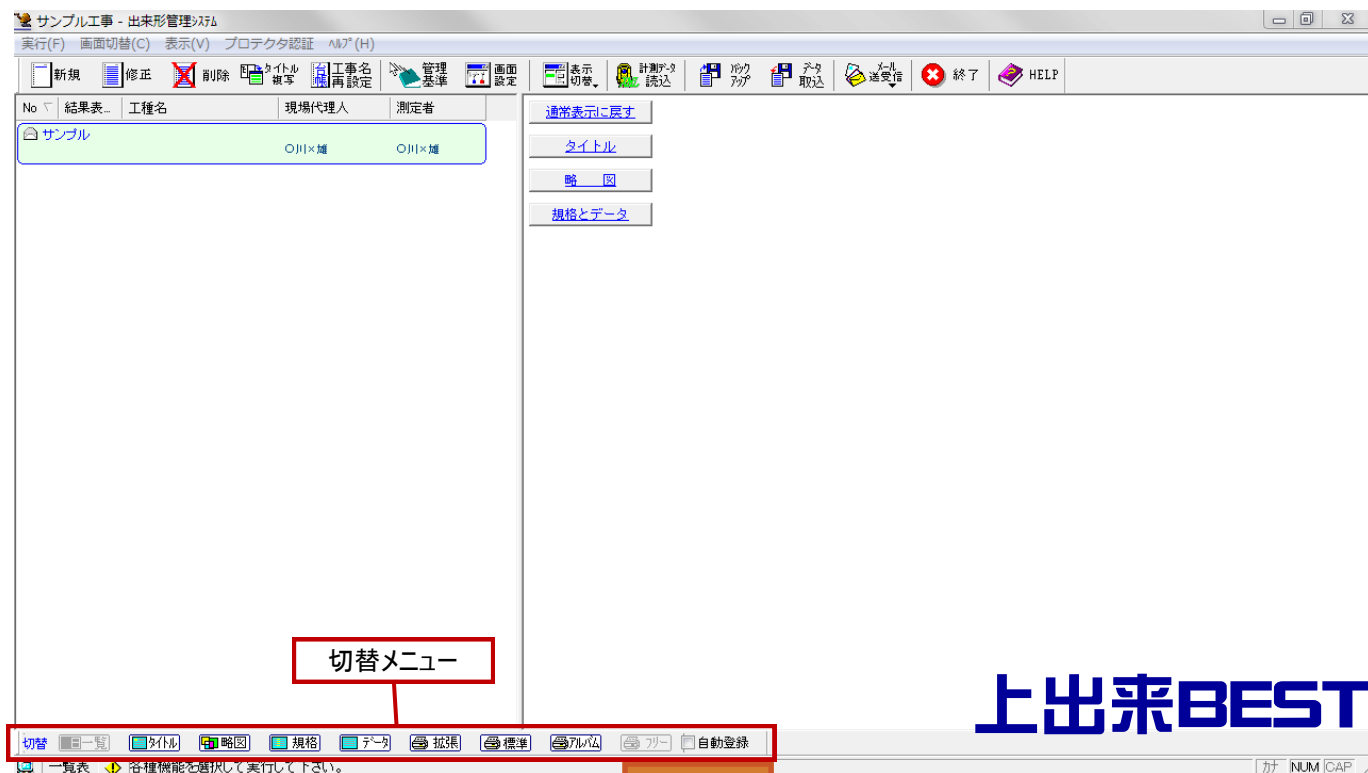 サンプル工事 - 出来形管理ｼｽﾃﾑ
実行(F) 画面切替(C) 表示(V) プロテクタ認証 ﾍﾙﾌﾟ(H)
新規 修正 削除 ﾀｲﾄﾙ複写 工事名再設定 管理基準 画面設定 表示切替 計測ﾃﾞｰﾀ読込 ﾊﾞｯｸｱｯﾌﾟ ﾃﾞｰﾀ取込 ﾒｰﾙ送受信 終了 HELP
No 結果表... 工種名 現場代理人 測定者
サンプル
〇川×雄 〇川×雄
通常表示に戻す
タイトル
略　図
規格とデータ
切替メニュー
上出来BEST
切替 一覧 ﾀｲﾄﾙ 略図 規格 ﾃﾞｰﾀ 拡張 標準 ｱﾙﾊﾞﾑ ﾌﾘｰ 自動登録
一覧表 各種機能を選択して実行して下さい。 ｶﾅ NUM CAP